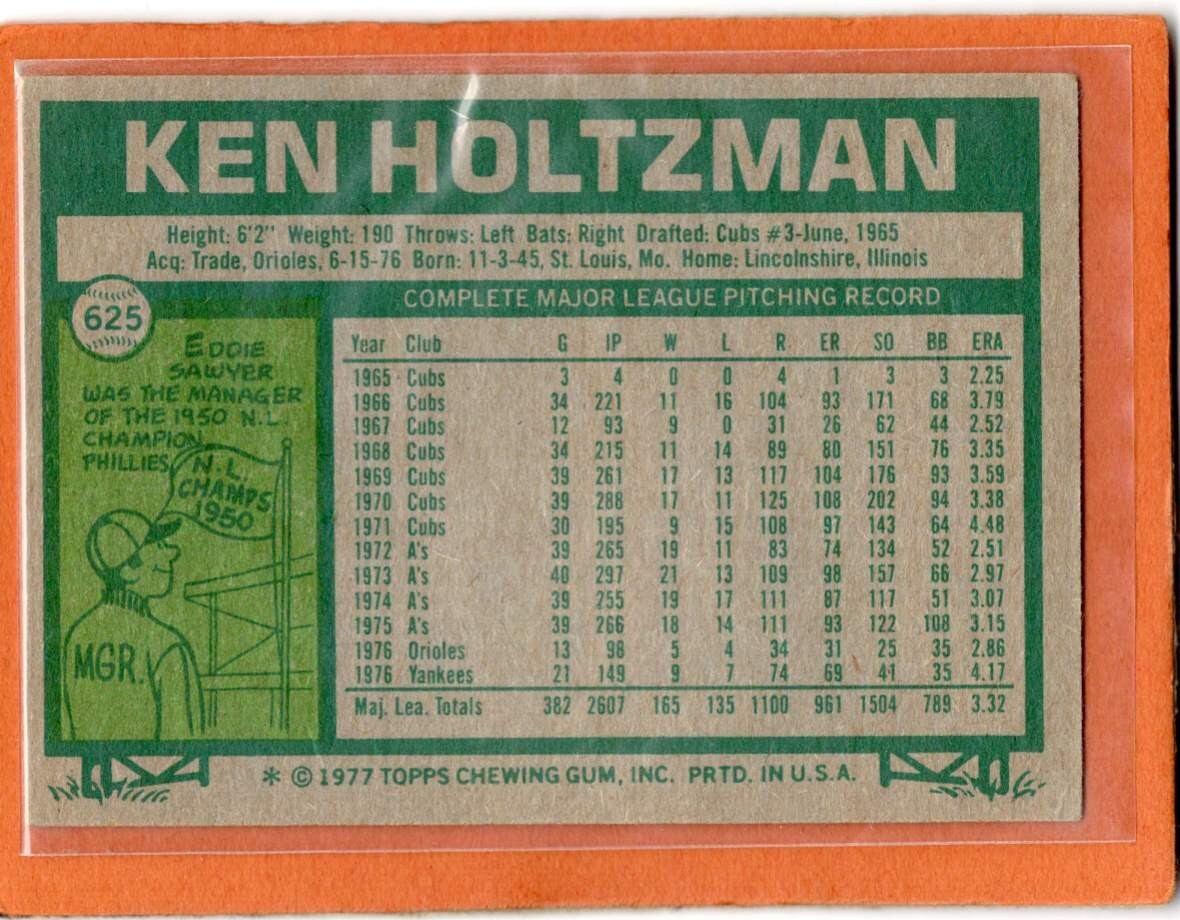 KEN HOLTZMAN
Height: 6'2" Weight: 190 Throws: Left Bats: Right Drafted: Cubs #3-June, 1965
Acq: Trade, Orioles, 6-15-76 Born: 11-3-45, St. Louis, Mo. Home: Lincolnshire, Illinois
625
EDDIE
SAWYER
WAS THE MANAGER
OF THE 1950 N.L.
CHAMPION
PHILLIES
N.L.
CHAMPS
1950
MGR.
COMPLETE MAJOR LEAGUE PITCHING RECORD
Year Club G IP W L R ER SO BB ERA
1965 Cubs 3 4 0 0 4 1 3 3 2.25
1966 Cubs 34 221 11 16 104 93 171 68 3.79
1967 Cubs 12 93 9 0 31 26 62 44 2.52
1968 Cubs 34 215 11 14 89 80 151 76 3.35
1969 Cubs 39 261 17 13 117 104 176 93 3.59
1970 Cubs 39 288 17 11 125 108 202 94 3.38
1971 Cubs 30 195 9 15 108 97 143 64 4.48
1972 A's 39 265 19 11 83 74 134 52 2.51
1973 A's 40 297 21 13 109 98 157 66 2.97
1974 A's 39 255 19 17 111 87 117 51 3.07
1975 A's 39 266 18 14 111 93 122 108 3.15
1976 Orioles 13 98 5 4 34 31 25 35 2.86
1976 Yankees 21 149 9 7 74 69 41 35 4.17
Maj. Lea. Totals 382 2607 165 135 1100 961 1504 789 3.32
* © 1977 TOPPS CHEWING GUM, INC. PRTD. IN U.S.A.